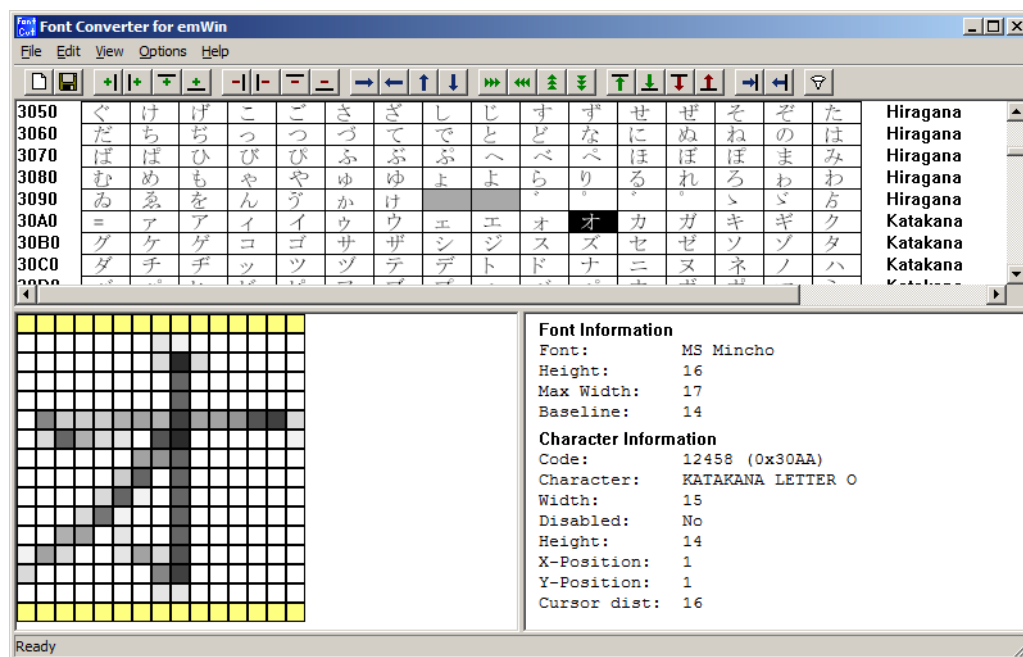 Font Converter for emWin
File Edit View Options Help
3050 ぐ け げ こ ご さ ざ し じ す ず せ ぜ そ ぞ た Hiragana
3060 だ ち ぢ っ つ づ て で と ど な に ぬ ね の は Hiragana
3070 ば ぱ ひ び ぴ ふ ぶ ぷ へ べ ぺ ほ ぼ ぽ ま み Hiragana
3080 む め も ゃ や ゅ ゆ ょ よ ら り る れ ろ ゎ わ Hiragana
3090 ゐ ゑ を ん ゔ ゕ ゖ ゛ ゜ ゝ ゞ ゟ Hiragana
30A0 ゠ ァ ア ィ イ ゥ ウ ェ エ ォ オ カ ガ キ ギ ク Katakana
30B0 グ ケ ゲ コ ゴ サ ザ シ ジ ス ズ セ ゼ ソ ゾ タ Katakana
30C0 ダ チ ヂ ッ ツ ヅ テ デ ト ド ナ ニ ヌ ネ ノ ハ Katakana
Font Information
Font: MS Mincho
Height: 16
Max Width: 17
Baseline: 14
Character Information
Code: 12458 (0x30AA)
Character: KATAKANA LETTER O
Width: 15
Disabled: No
Height: 14
X-Position: 1
Y-Position: 1
Cursor dist: 16
Ready